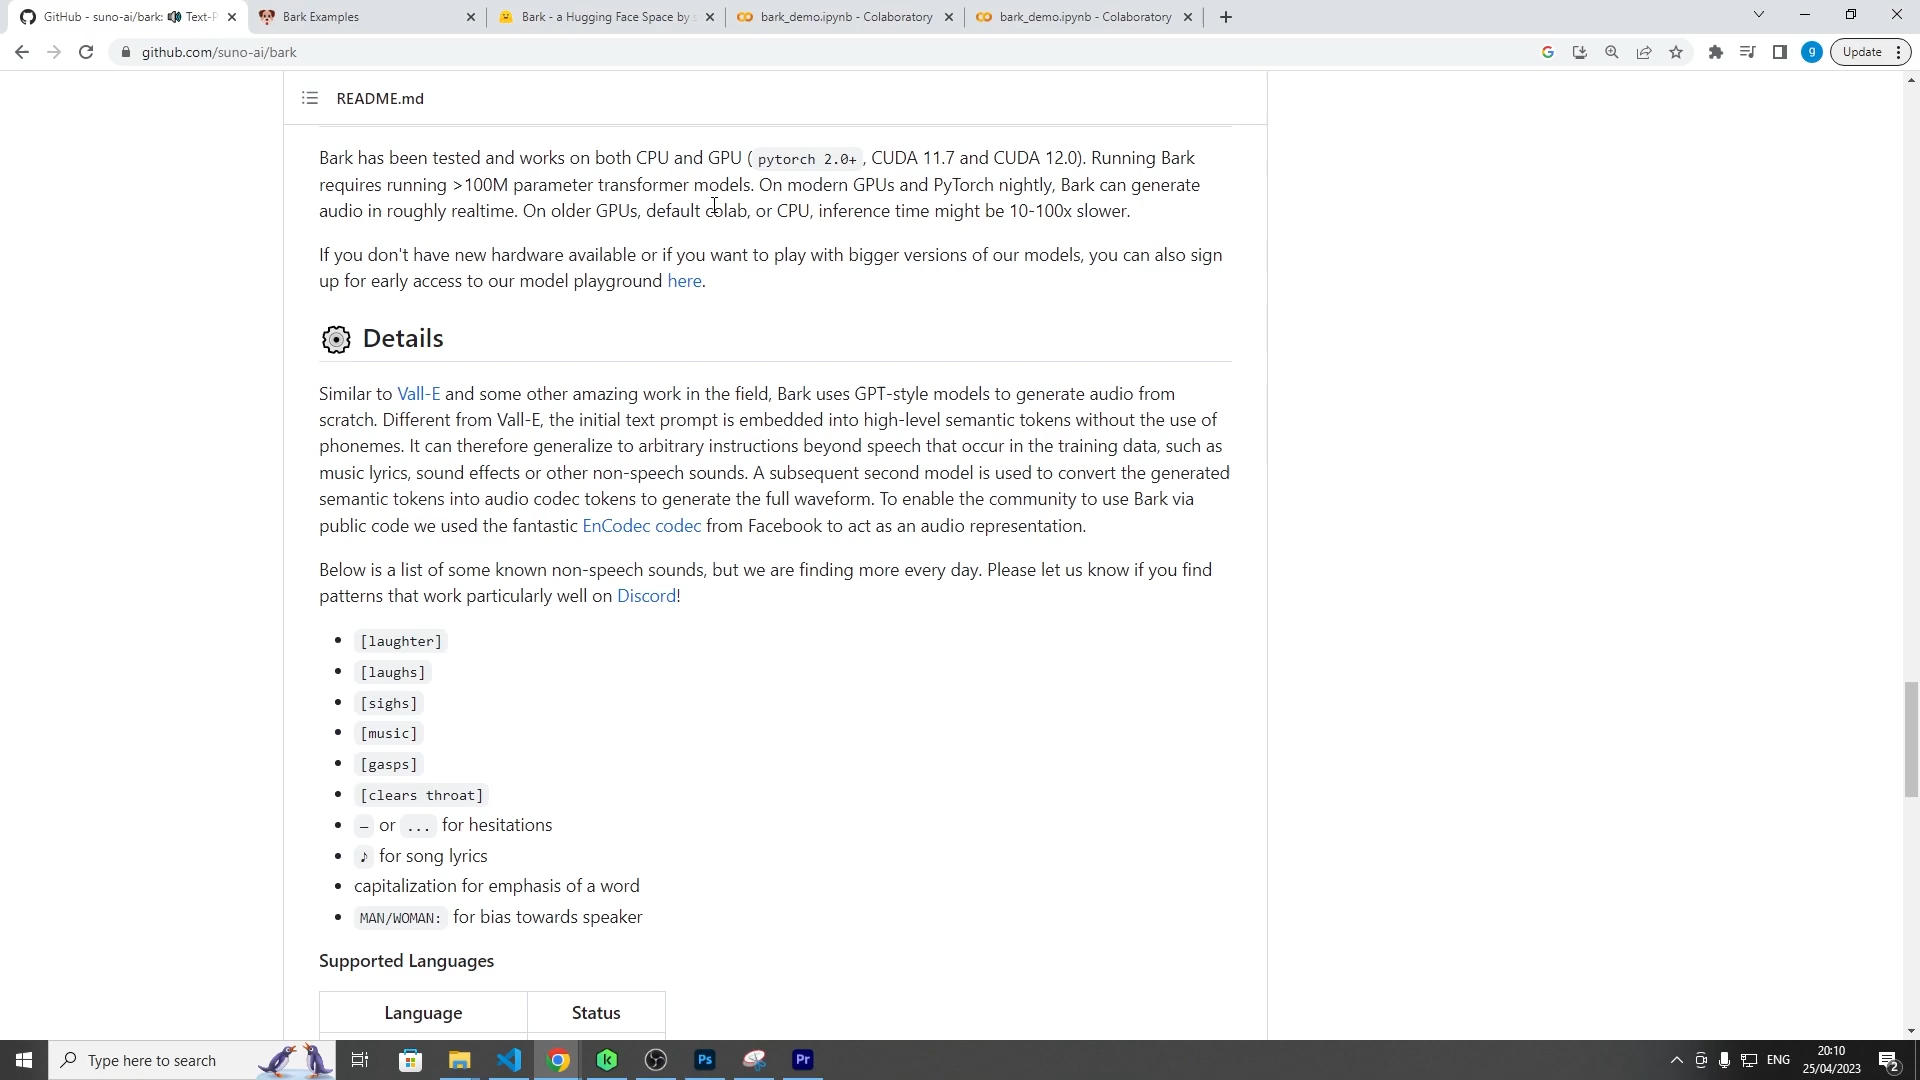 GitHub - suno-ai/bark: 🔊 Text-P
Bark Examples
Bark - a Hugging Face Space by s
bark_demo.ipynb - Colaboratory
bark_demo.ipynb - Colaboratory
github.com/suno-ai/bark
g
Update
README.md
Bark has been tested and works on both CPU and GPU ( pytorch 2.0+ , CUDA 11.7 and CUDA 12.0). Running Bark
requires running >100M parameter transformer models. On modern GPUs and PyTorch nightly, Bark can generate
audio in roughly realtime. On older GPUs, default colab, or CPU, inference time might be 10-100x slower.
If you don't have new hardware available or if you want to play with bigger versions of our models, you can also sign
up for early access to our model playground here.
Details
Similar to Vall-E and some other amazing work in the field, Bark uses GPT-style models to generate audio from
scratch. Different from Vall-E, the initial text prompt is embedded into high-level semantic tokens without the use of
phonemes. It can therefore generalize to arbitrary instructions beyond speech that occur in the training data, such as
music lyrics, sound effects or other non-speech sounds. A subsequent second model is used to convert the generated
semantic tokens into audio codec tokens to generate the full waveform. To enable the community to use Bark via
public code we used the fantastic EnCodec codec from Facebook to act as an audio representation.
Below is a list of some known non-speech sounds, but we are finding more every day. Please let us know if you find
patterns that work particularly well on Discord!
• [laughter]
• [laughs]
• [sighs]
• [music]
• [gasps]
• [clears throat]
• — or ... for hesitations
• ♪ for song lyrics
• capitalization for emphasis of a word
• MAN/WOMAN: for bias towards speaker
Supported Languages
Language Status
Type here to search
Ps
Pr
ENG
20:10
25/04/2023
2